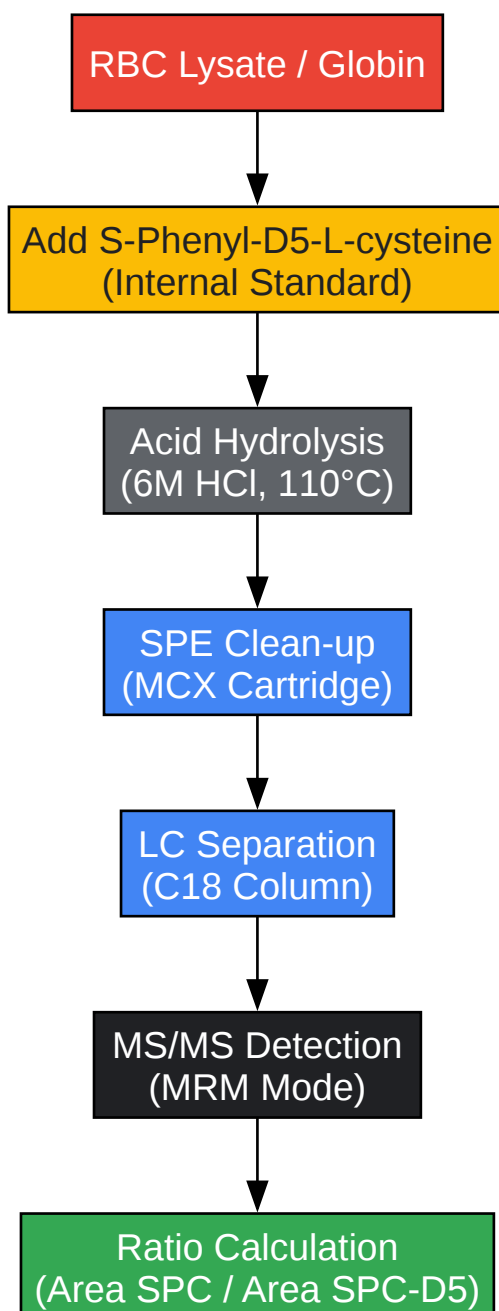 RBC Lysate / Globin
Add S-Phenyl-D5-L-cysteine
(Internal Standard)
Acid Hydrolysis
(6M HCl, 110°C)
SPE Clean-up
(MCX Cartridge)
LC Separation
(C18 Column)
MS/MS Detection
(MRM Mode)
Ratio Calculation
(Area SPC / Area SPC-D5)